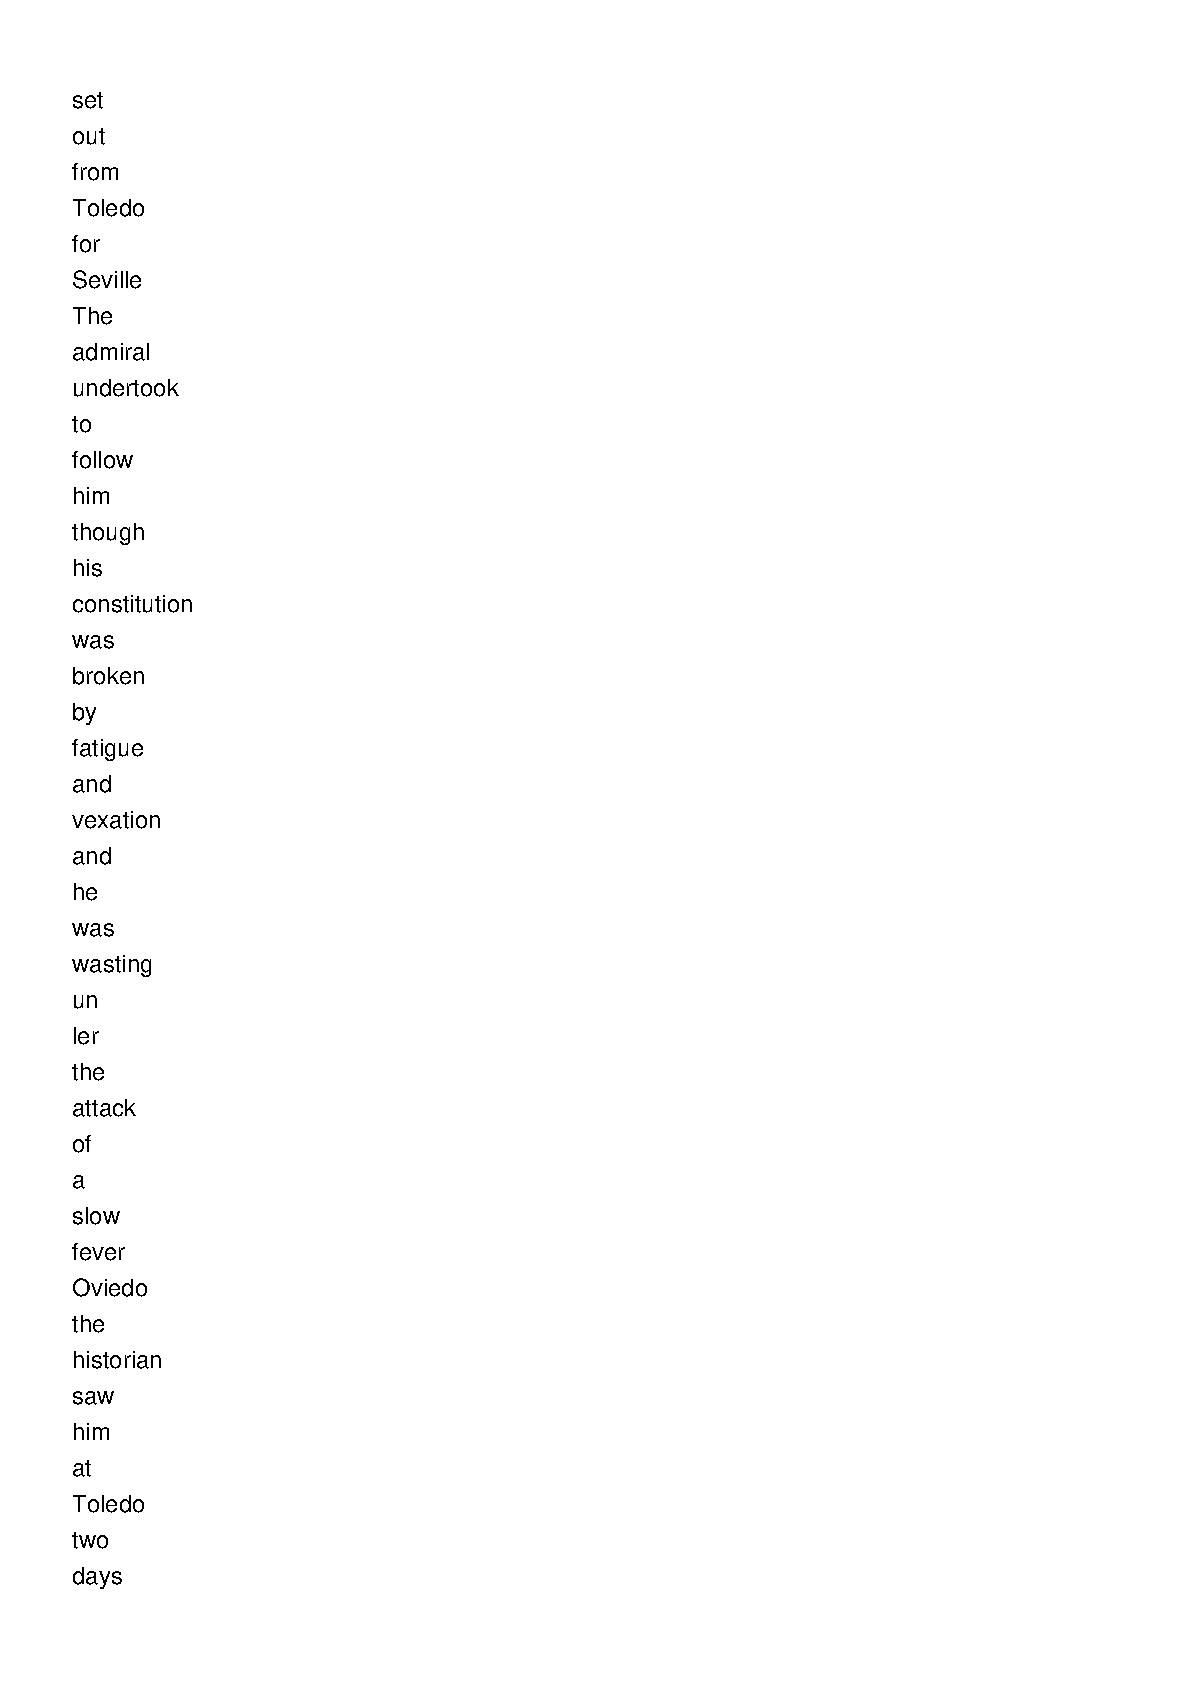 set
out
from
Toledo
for
Seville
The
admiral
undertook
to
follow
him
though
his
constitution
was
broken
by
fatigue
and
vexation
and
he
was
wasting
un
ler
the
attack
of
a
slow
fever
Oviedo
the
historian
saw
him
at
Toledo
two
days